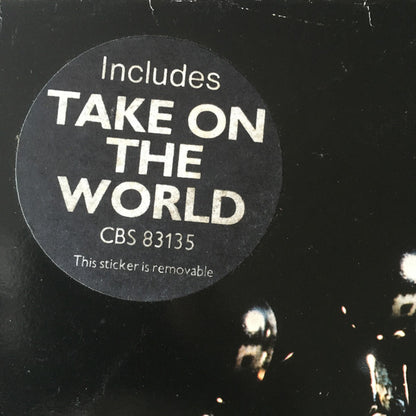 Includes
TAKE ON
THE
WORLD
CBS 83135
This sticker is removable